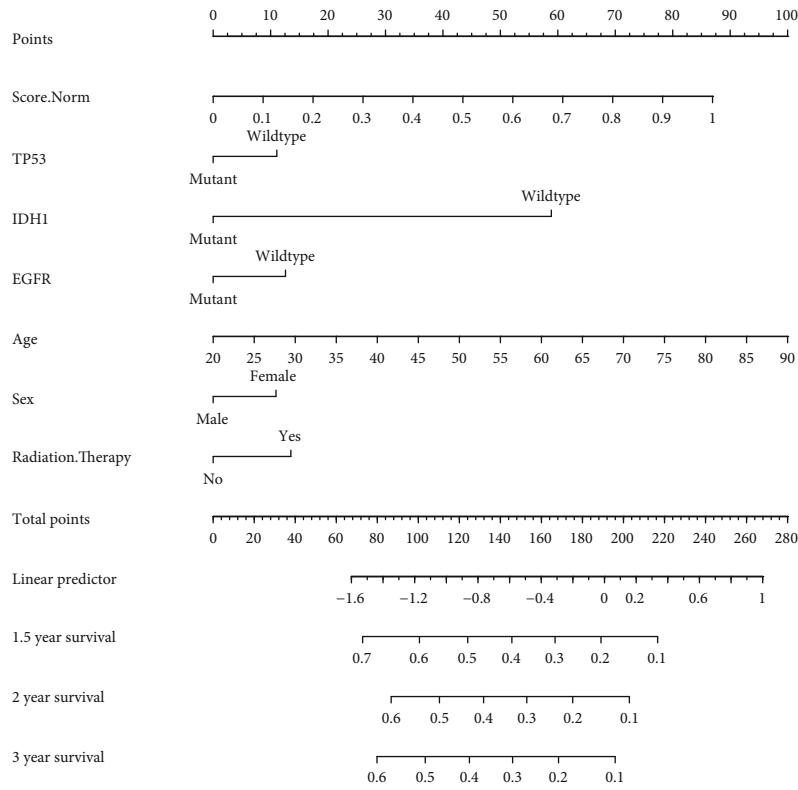 0 10 20 30 40 50 60 70 80 90 100
Points
Score.Norm
0 0.1 0.2 0.3 0.4 0.5 0.6 0.7 0.8 0.9 1
Wildtype
TP53
Mutant
Wildtype
IDH1
Mutant
Wildtype
EGFR
Mutant
Age
20 25 30 35 40 45 50 55 60 65 70 75 80 85 90
Female
Sex
Male
Yes
Radiation.Therapy
No
Total points
0 20 40 60 80 100 120 140 160 180 200 220 240 260 280
Linear predictor
−1.6 −1.2 −0.8 −0.4 0 0.2 0.6 1
1.5 year survival
0.7 0.6 0.5 0.4 0.3 0.2 0.1
2 year survival
0.6 0.5 0.4 0.3 0.2 0.1
3 year survival
0.6 0.5 0.4 0.3 0.2 0.1